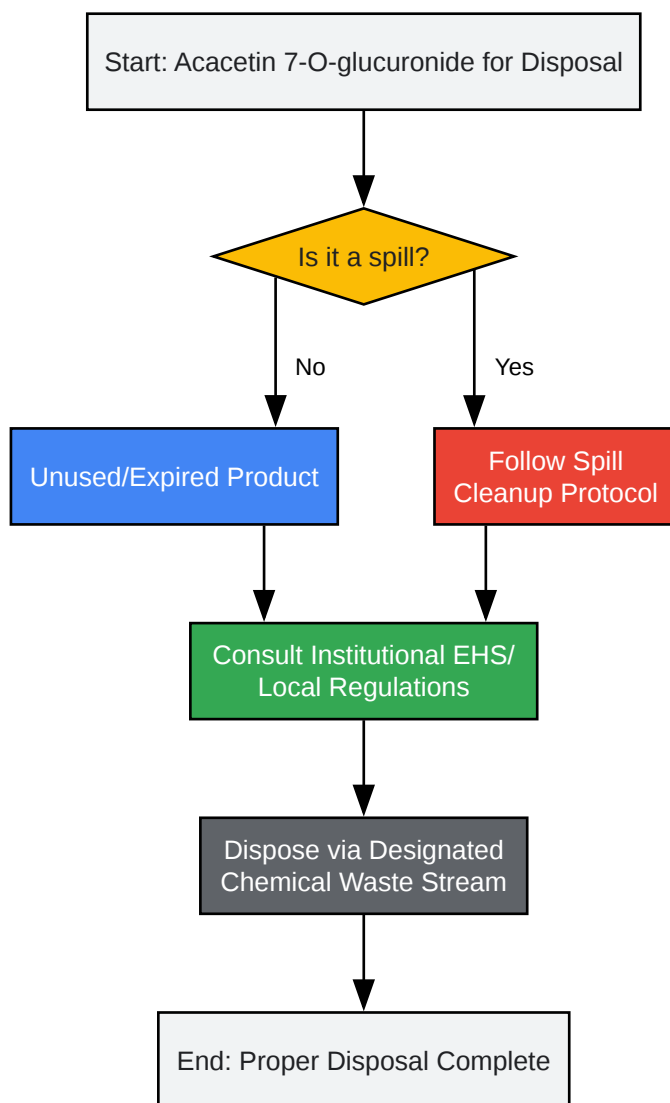 Start: Acacetin 7-O-glucuronide for Disposal
Is it a spill?
No
Yes
Unused/Expired Product
Follow Spill
Cleanup Protocol
Consult Institutional EHS/
Local Regulations
Dispose via Designated
Chemical Waste Stream
End: Proper Disposal Complete